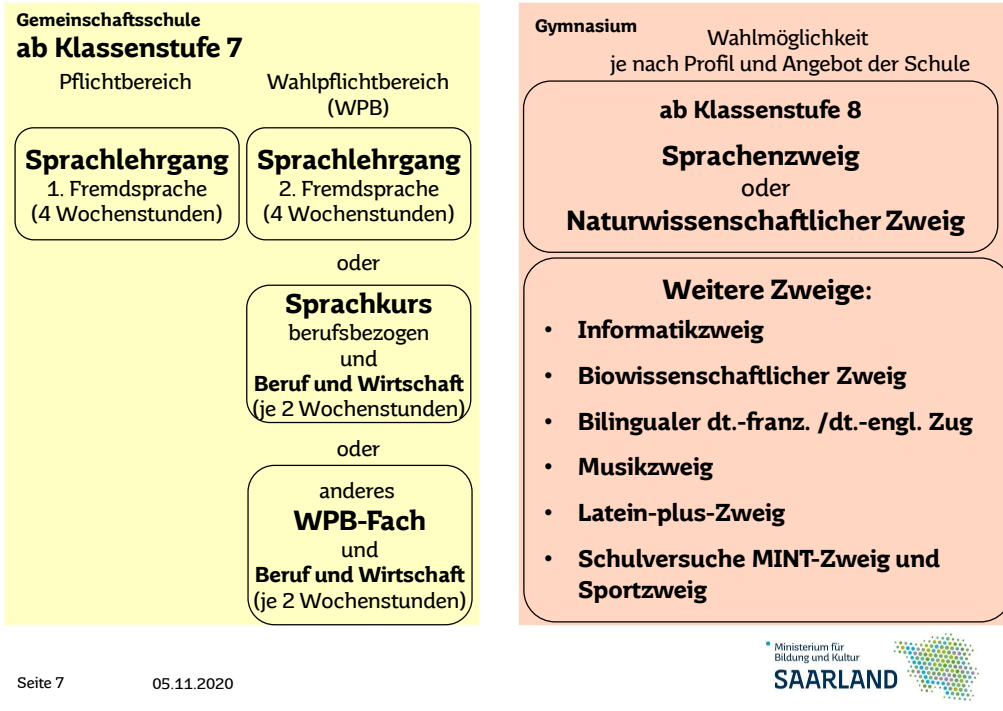 Gemeinschaftsschule
ab Klassenstufe 7
Pflichtbereich
Wahlpflichtbereich
(WPB)
Sprachlehrgang
1. Fremdsprache
(4 Wochenstunden)
Sprachlehrgang
2. Fremdsprache
(4 Wochenstunden)
oder
Sprachkurs
berufsbezogen
und
Beruf und Wirtschaft
(je 2 Wochenstunden)
oder
anderes
WPB-Fach
und
Beruf und Wirtschaft
(je 2 Wochenstunden)
Gymnasium
Wahlmöglichkeit
je nach Profil und Angebot der Schule
ab Klassenstufe 8
Sprachenzweig
oder
Naturwissenschaftlicher Zweig
Weitere Zweige:
• Informatikzweig
• Biowissenschaftlicher Zweig
• Bilingualer dt.-franz. /dt.-engl. Zug
• Musikzweig
• Latein-plus-Zweig
• Schulversuche MINT-Zweig und
Sportzweig
Seite 7
05.11.2020
Ministerium für
Bildung und Kultur
SAARLAND